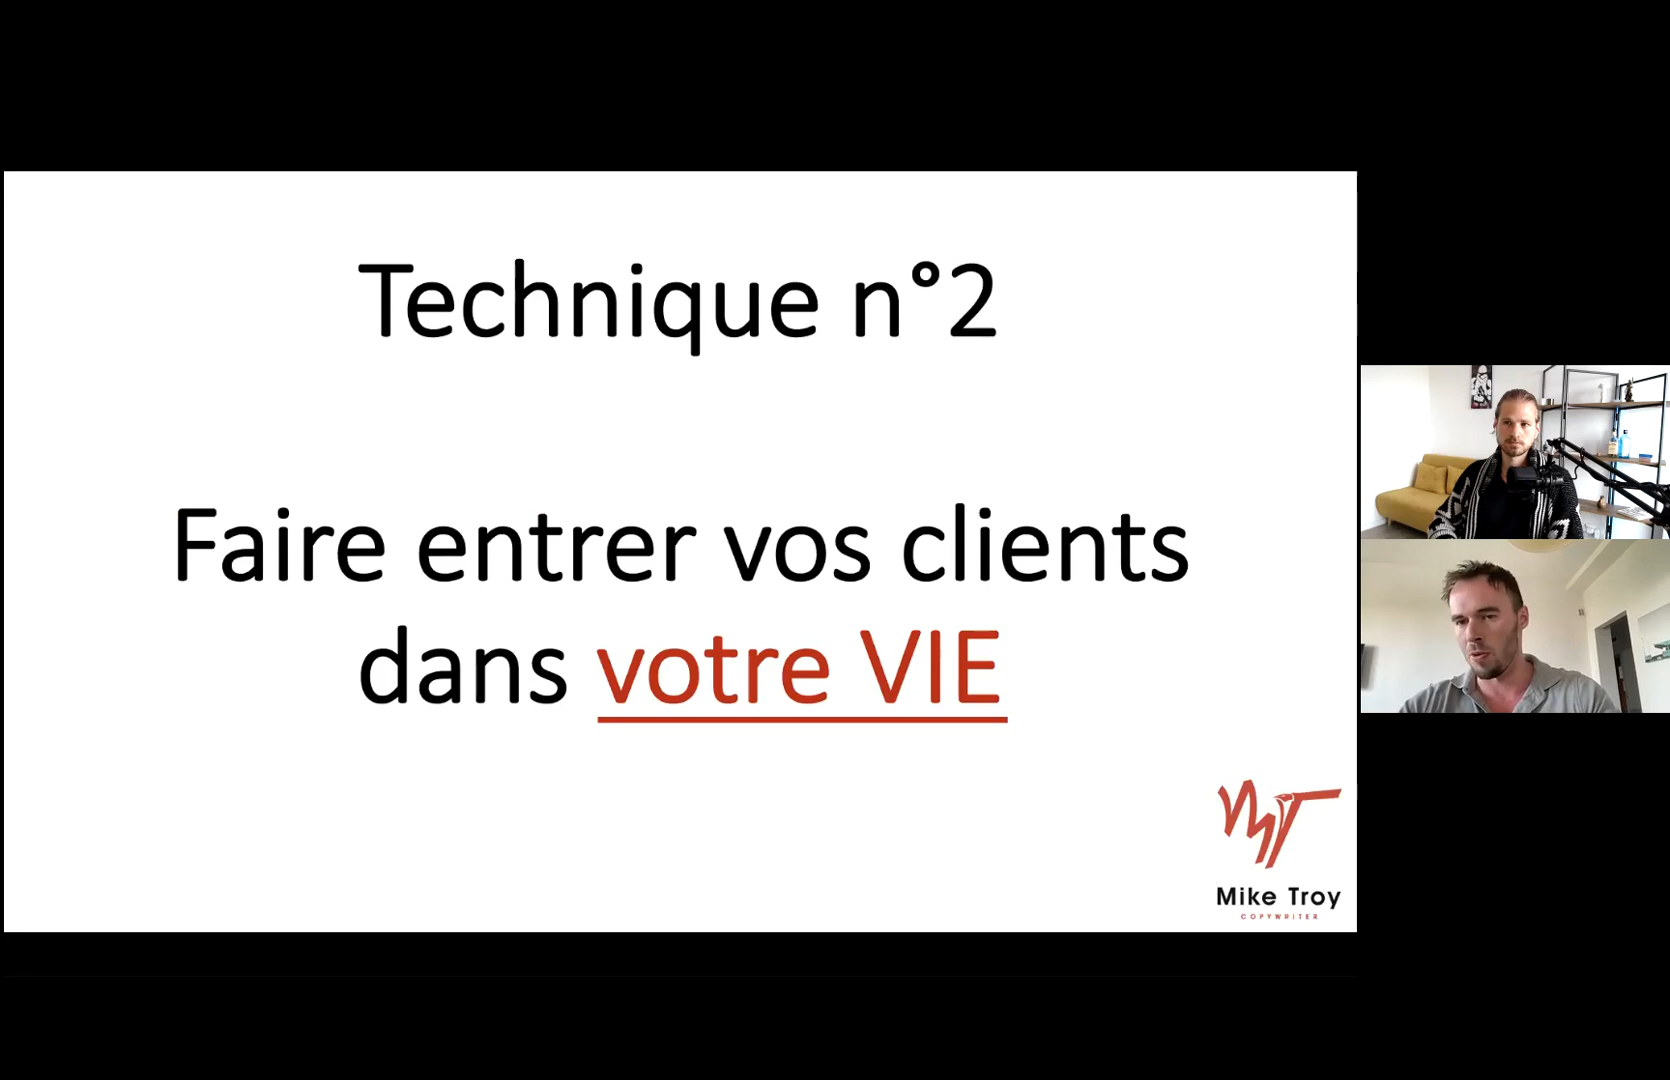 Technique n°2
Faire entrer vos clients
dans votre VIE
Mike Troy
COPYWRITER